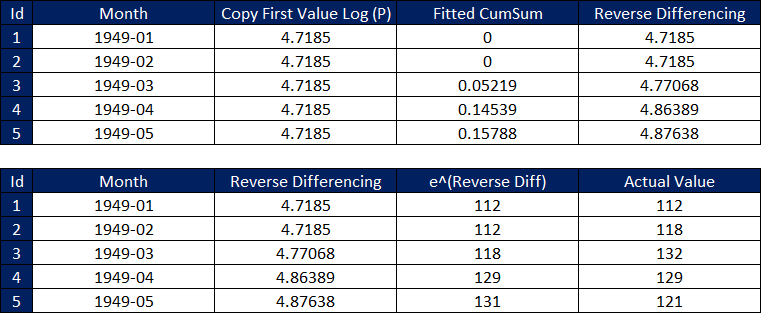 Id Month Copy First Value Log (P) Fitted CumSum Reverse Differencing
1 1949-01 4.7185 0 4.7185
2 1949-02 4.7185 0 4.7185
3 1949-03 4.7185 0.05219 4.77068
4 1949-04 4.7185 0.14539 4.86389
5 1949-05 4.7185 0.15788 4.87638
Id Month Reverse Differencing e^(Reverse Diff) Actual Value
1 1949-01 4.7185 112 112
2 1949-02 4.7185 112 118
3 1949-03 4.77068 118 132
4 1949-04 4.86389 129 129
5 1949-05 4.87638 131 121